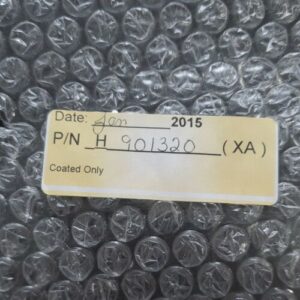 Date: Jan 2015
P/N H 901320 (XA)
Coated Only